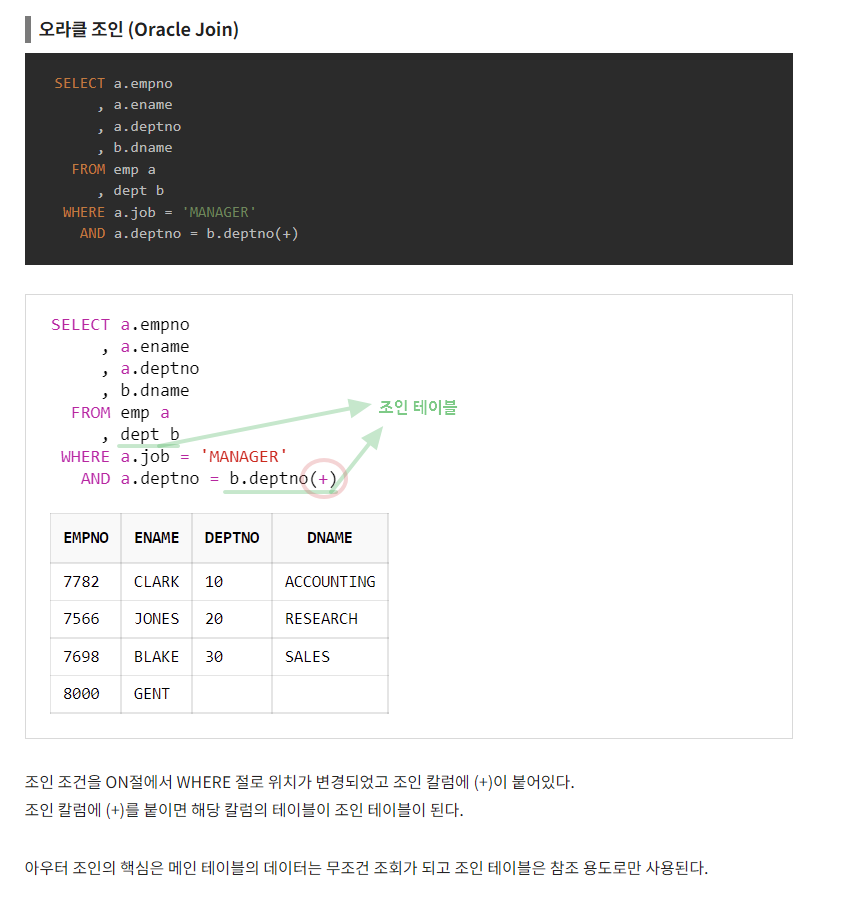 오라클 조인 (Oracle Join)
SELECT a.empno
, a.ename
, a.deptno
, b.dname
FROM emp a
, dept b
WHERE a.job = 'MANAGER'
AND a.deptno = b.deptno(+)
SELECT a.empno
, a.ename
, a.deptno
, b.dname
FROM emp a
조인 테이블
, dept b
WHERE a.job = 'MANAGER'
AND a.deptno = b.deptno(+)
EMPNO ENAME DEPTNO DNAME
7782 CLARK 10 ACCOUNTING
7566 JONES 20 RESEARCH
7698 BLAKE 30 SALES
8000 GENT
조인 조건을 ON절에서 WHERE 절로 위치가 변경되었고 조인 칼럼에 (+)이 붙어있다.
조인 칼럼에 (+)를 붙이면 해당 칼럼의 테이블이 조인 테이블이 된다.
아우터 조인의 핵심은 메인 테이블의 데이터는 무조건 조회가 되고 조인 테이블은 참조 용도로만 사용된다.